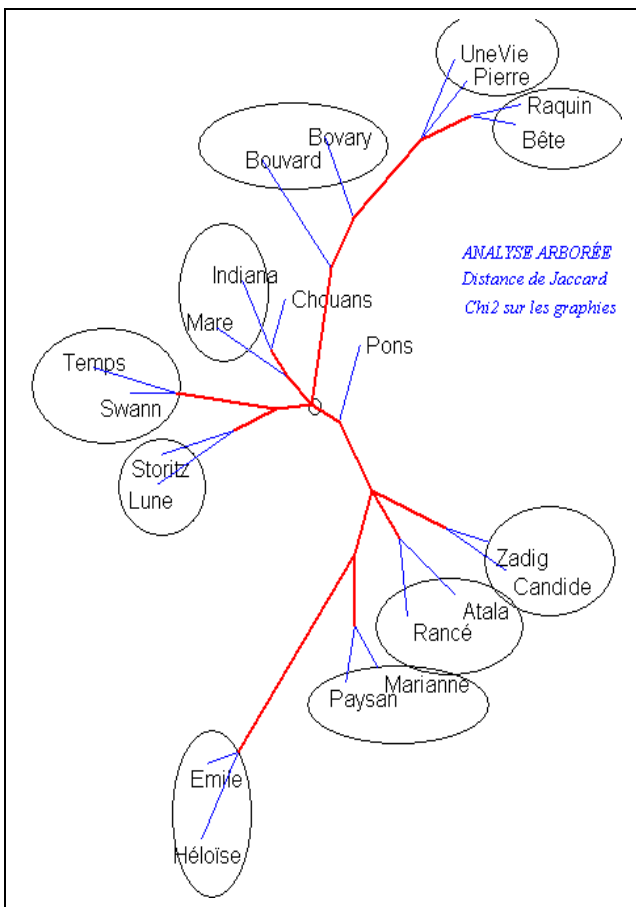 UneVie
Pierre
Raquin
Bête
Bovary
Bouvard
ANALYSE ARBORÉE
Distance de Jaccard
Chi2 sur les graphies
Indiana
Chouans
Mare
Pons
Temps
Swann
Storitz
Lune
Zadig
Candide
Atala
Rancé
Marianne
Paysan
Emile
Héloïse